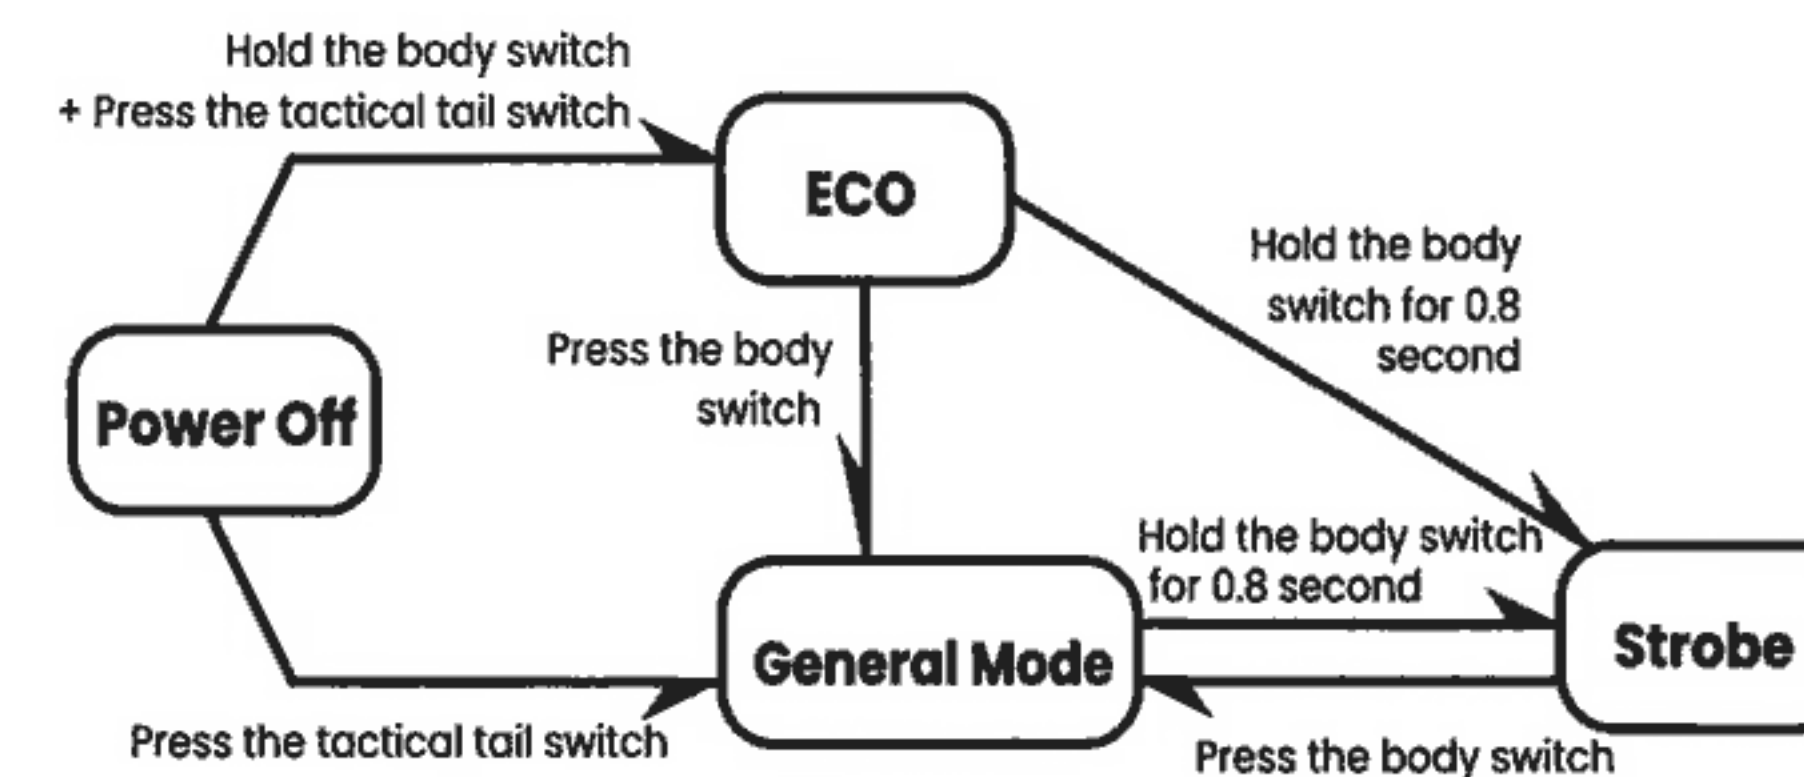 Hold the body switch
+ Press the tactical tail switch
ECO
Hold the body
switch for 0.8
second
Press the body
switch
Power Off
Hold the body switch
for 0.8 second
General Mode
Strobe
Press the tactical tail switch
Press the body switch